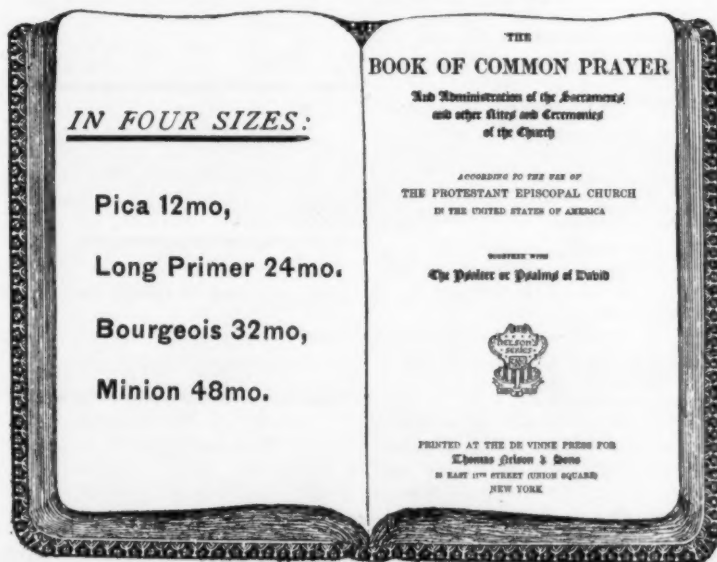 IN FOUR SIZES:
Pica 12mo,
Long Primer 24mo.
Bourgeois 32mo,
Minion 48mo.
THE
BOOK OF COMMON PRAYER
And Administration of the Sacraments
and other Rites and Ceremonies
of the Church
ACCORDING TO THE USE OF
THE PROTESTANT EPISCOPAL CHURCH
IN THE UNITED STATES OF AMERICA
TOGETHER WITH
The Psalter or Psalms of David
NELSON'S
SERIES
PRINTED AT THE DE VINNE PRESS FOR
Thomas Nelson & Sons
EAST 17TH STREET (UNION SQUARE)
NEW YORK